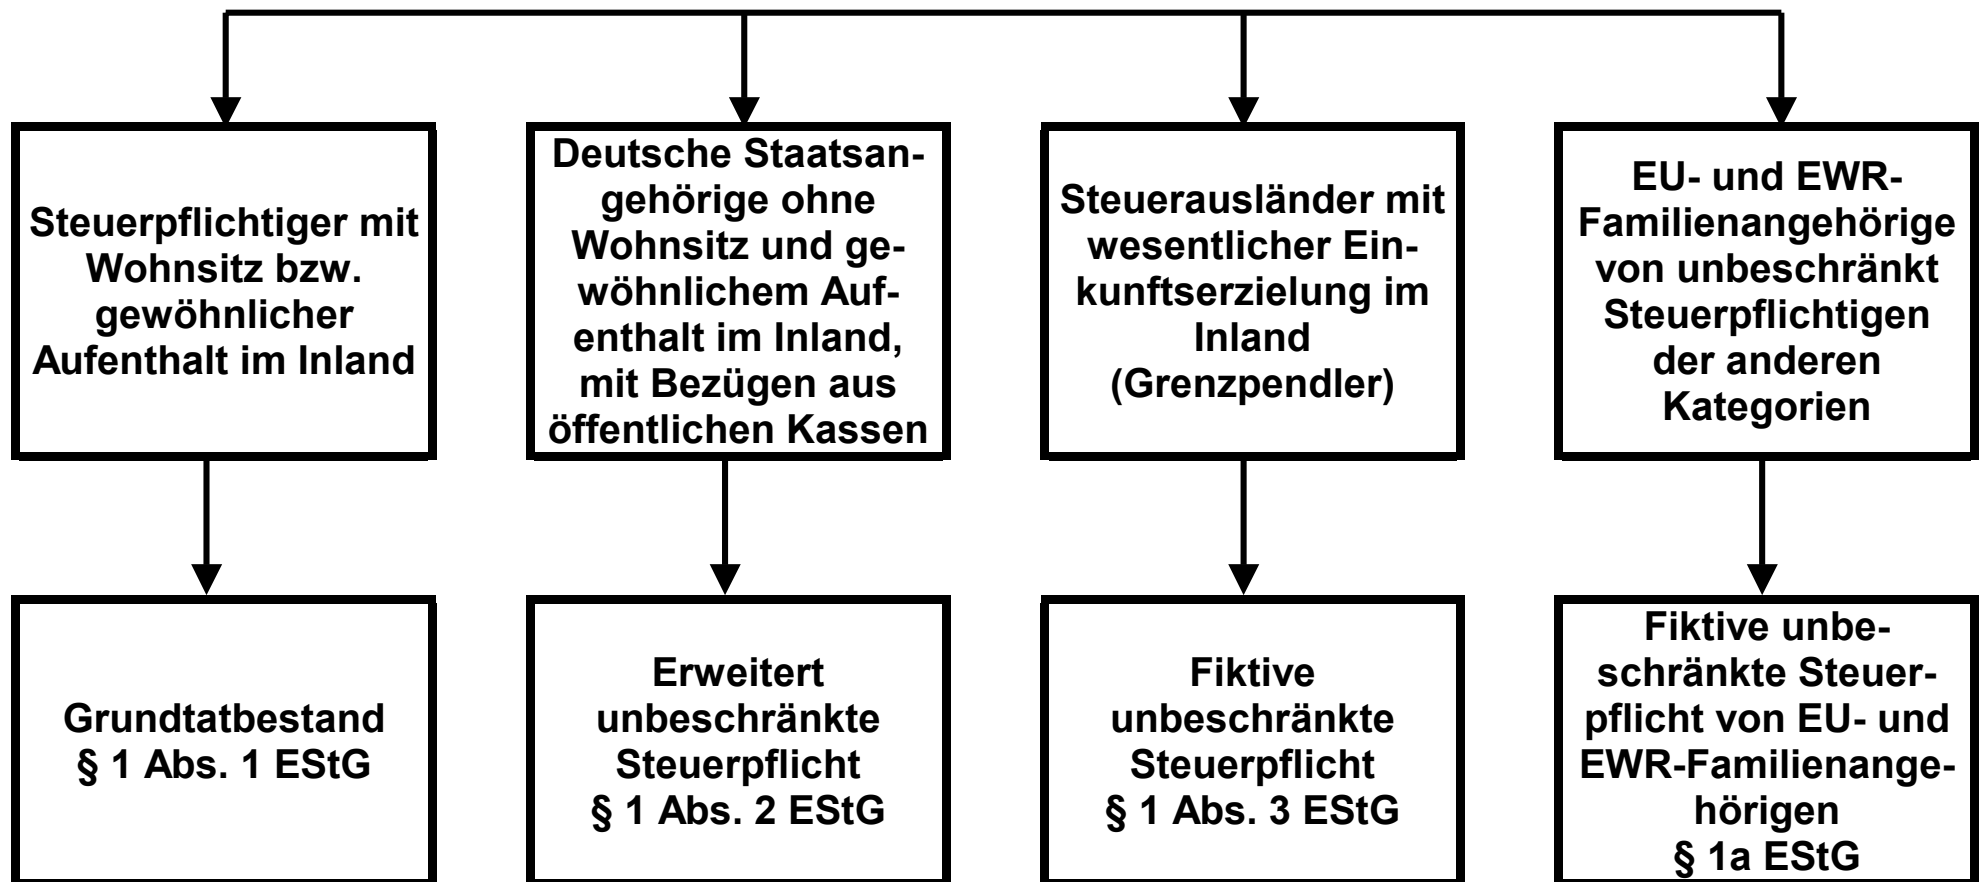 Steuerpflichtiger mit
Wohnsitz bzw.
gewöhnlicher
Aufenthalt im Inland
Deutsche Staatsan-
gehörige ohne
Wohnsitz und ge-
wöhnlichem Auf-
enthalt im Inland,
mit Bezügen aus
öffentlichen Kassen
Steuerausländer mit
wesentlicher Ein-
kunftserzielung im
Inland
(Grenzpendler)
EU- und EWR-
Familienangehörige
von unbeschränkt
Steuerpflichtigen
der anderen
Kategorien
Grundtatbestand
§ 1 Abs. 1 EStG
Erweitert
unbeschränkte
Steuerpflicht
§ 1 Abs. 2 EStG
Fiktive
unbeschränkte
Steuerpflicht
§ 1 Abs. 3 EStG
Fiktive unbe-
schränkte Steuer-
pflicht von EU- und
EWR-Familienange-
hörigen
§ 1a EStG